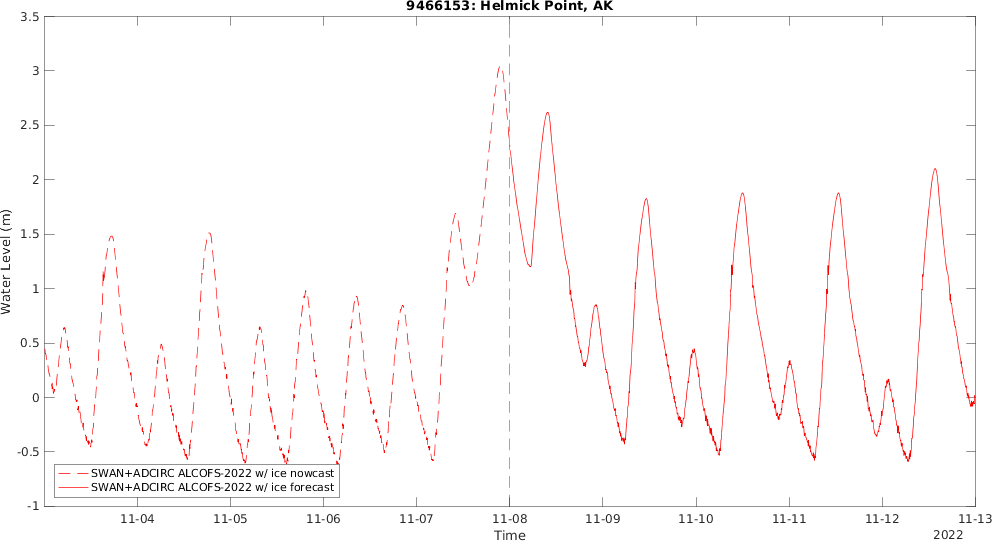 9466153: Helmick Point, AK
3.5
3
2.5
2
1.5
1
0.5
0
-0.5
-1
Water Level (m)
SWAN+ADCIRC ALCOFS-2022 w/ ice nowcast
SWAN+ADCIRC ALCOFS-2022 w/ ice forecast
11-04 11-05 11-06 11-07 11-08 11-09 11-10 11-11 11-12 11-13
Time
2022